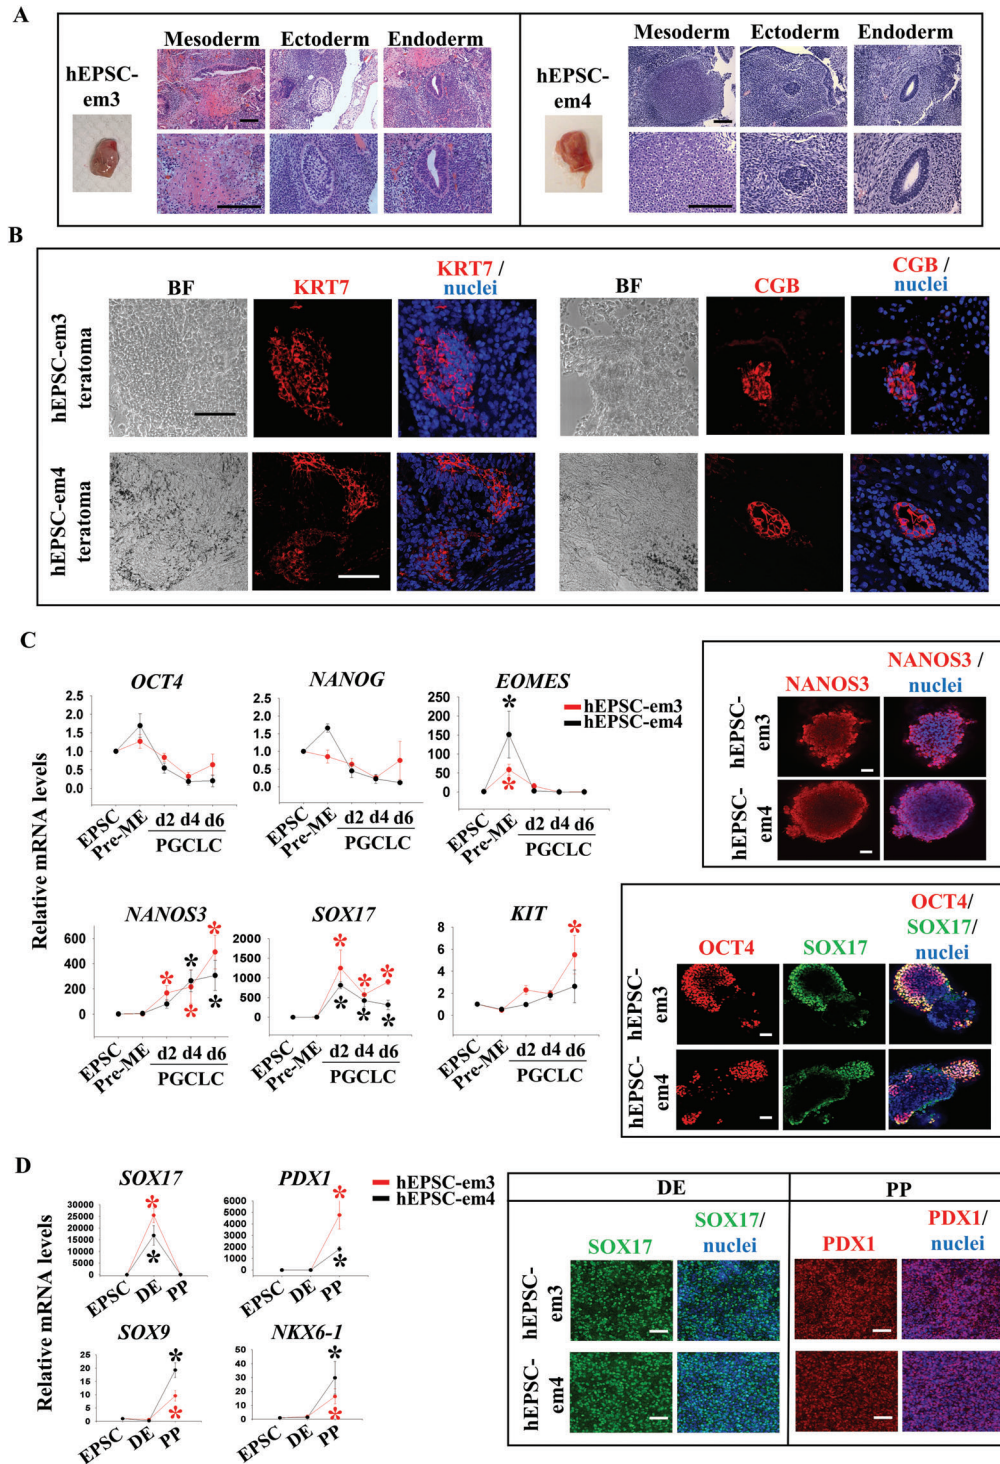 A
Mesoderm Ectoderm Endoderm
hEPSC-
em3
Mesoderm Ectoderm Endoderm
hEPSC-
em4
B
BF KRT7 KRT7 /
nuclei
BF CGB CGB /
nuclei
hEPSC-em3
teratoma
hEPSC-em4
teratoma
C
Relative mRNA levels
OCT4
2.5
2.0
1.5
1.0
0.5
0.0
EPSC Pre-ME d2 d4 d6
PGCLC
NANOG
2.5
2.0
1.5
1.0
0.5
0.0
EPSC Pre-ME d2 d4 d6
PGCLC
EOMES
250
200
150
100
50
0
EPSC Pre-ME d2 d4 d6
PGCLC
hEPSC-em3
hEPSC-em4
NANOS3
600
400
200
0
EPSC Pre-ME d2 d4 d6
PGCLC
SOX17
2000
1500
1000
500
0
EPSC Pre-ME d2 d4 d6
PGCLC
KIT
8
6
4
2
0
EPSC Pre-ME d2 d4 d6
PGCLC
NANOS3 NANOS3 /
nuclei
hEPSC-
em3
hEPSC-
em4
OCT4 SOX17 OCT4/
SOX17/
nuclei
hEPSC-
em3
hEPSC-
em4
D
Relative mRNA levels
SOX17
35000
30000
25000
20000
15000
10000
5000
0
EPSC DE PP
PDX1
6000
5000
4000
3000
2000
1000
0
EPSC DE PP
hEPSC-em3
hEPSC-em4
SOX9
25
20
15
10
5
0
EPSC DE PP
NKX6-1
50
40
30
20
10
0
EPSC DE PP
DE PP
SOX17 SOX17/
nuclei
PDX1 PDX1/
nuclei
hEPSC-
em3
hEPSC-
em4